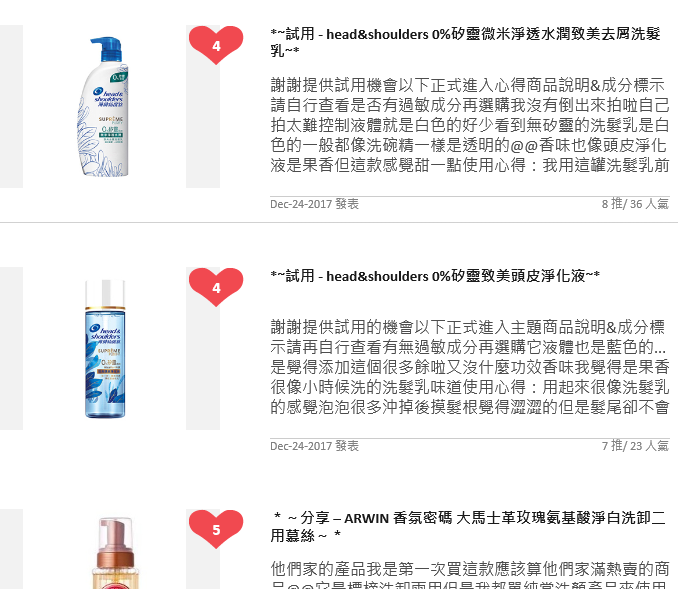 4
*~試用 - head&shoulders 0%矽靈微米淨透水潤致美去屑洗髮
乳~*
謝謝提供試用機會以下正式進入心得商品說明&成分標示
請自行查看是否有過敏成分再選購我沒有倒出來拍啦自己
拍太難控制液體就是白色的好少看到無矽靈的洗髮乳是白
色的一般都像洗碗精一樣是透明的@@香味也像頭皮淨化
液是果香但這款感覺甜一點使用心得：我用這罐洗髮乳前
Dec-24-2017 發表
8 推/ 36 人氣
head&
shoulders
SUPREME
4
*~試用 - head&shoulders 0%矽靈致美頭皮淨化液~*
謝謝提供試用的機會以下正式進入主題商品說明&成分標
示請再自行查看有無過敏成分再選購它液體也是藍色的...
是覺得添加這個很多餘啦又沒什麼功效香味我覺得是果香
很像小時候洗的洗髮乳味道使用心得：用起來很像洗髮乳
的感覺泡泡很多沖掉後摸髮根覺得澀澀的但是髮尾卻不會
Dec-24-2017 發表
7 推/ 23 人氣
head&
shoulders
SUPREME
5
* ～分享 – ARWIN 香氛密碼 大馬士革玫瑰氨基酸淨白洗卸二
用慕絲～ *
他們家的產品我是第一次買這款應該算他們家滿熱賣的商
品@@它是標榜洗卸兩用但是我都單純當洗顏產品來使用